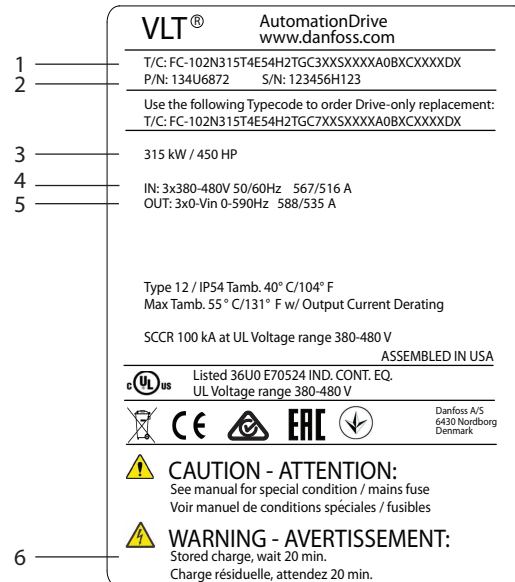 VLT® AutomationDrive
www.danfoss.com
1 T/C: FC-102N315T4E54H2TGC3XXSXXXXA0BXCXXXXDX
2 P/N: 134U6872 S/N: 123456H123
Use the following Typecode to order Drive-only replacement:
T/C: FC-102N315T4E54H2TGC7XXSXXXXA0BXCXXXXDX
3 315 kW / 450 HP
4 IN: 3x380-480V 50/60Hz 567/516 A
5 OUT: 3x0-Vin 0-590Hz 588/535 A
Type 12 / IP54 Tamb. 40° C/104° F
Max Tamb. 55° C/131° F w/ Output Current Derating
SCCR 100 kA at UL Voltage range 380-480 V
ASSEMBLED IN USA
c UL us Listed 36U0 E70524 IND. CONT. EQ.
UL Voltage range 380-480 V
CE EAC
Danfoss A/S
6430 Nordborg
Denmark
CAUTION - ATTENTION:
See manual for special condition / mains fuse
Voir manuel de conditions spéciales / fusibles
WARNING - AVERTISSEMENT:
6 Stored charge, wait 20 min.
Charge résiduelle, attendez 20 min.